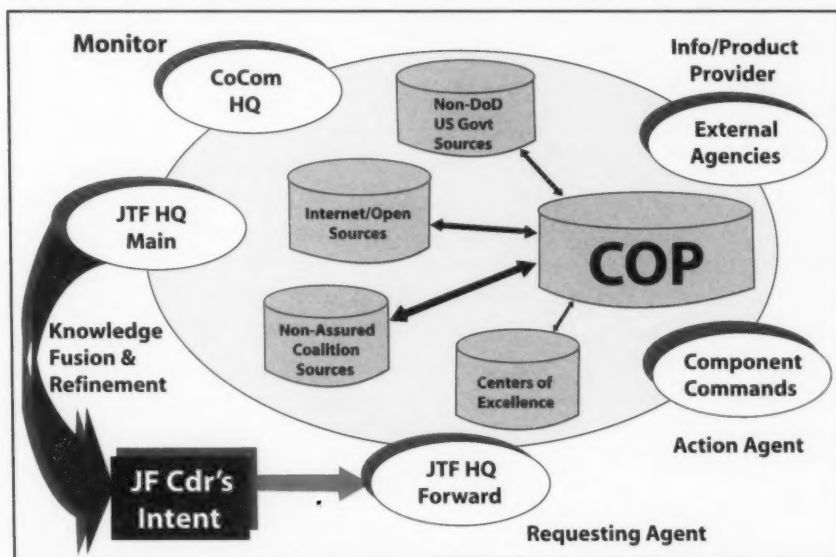 Monitor
CoCom
HQ
Info/Product
Provider
External
Agencies
Non-DoD
US Govt
Sources
JTF HQ
Main
Internet/Open
Sources
COP
Non-Assured
Coalition
Sources
Centers of
Excellence
Knowledge
Fusion &
Refinement
Component
Commands
Action Agent
JF Cdr's
Intent
JTF HQ
Forward
Requesting Agent